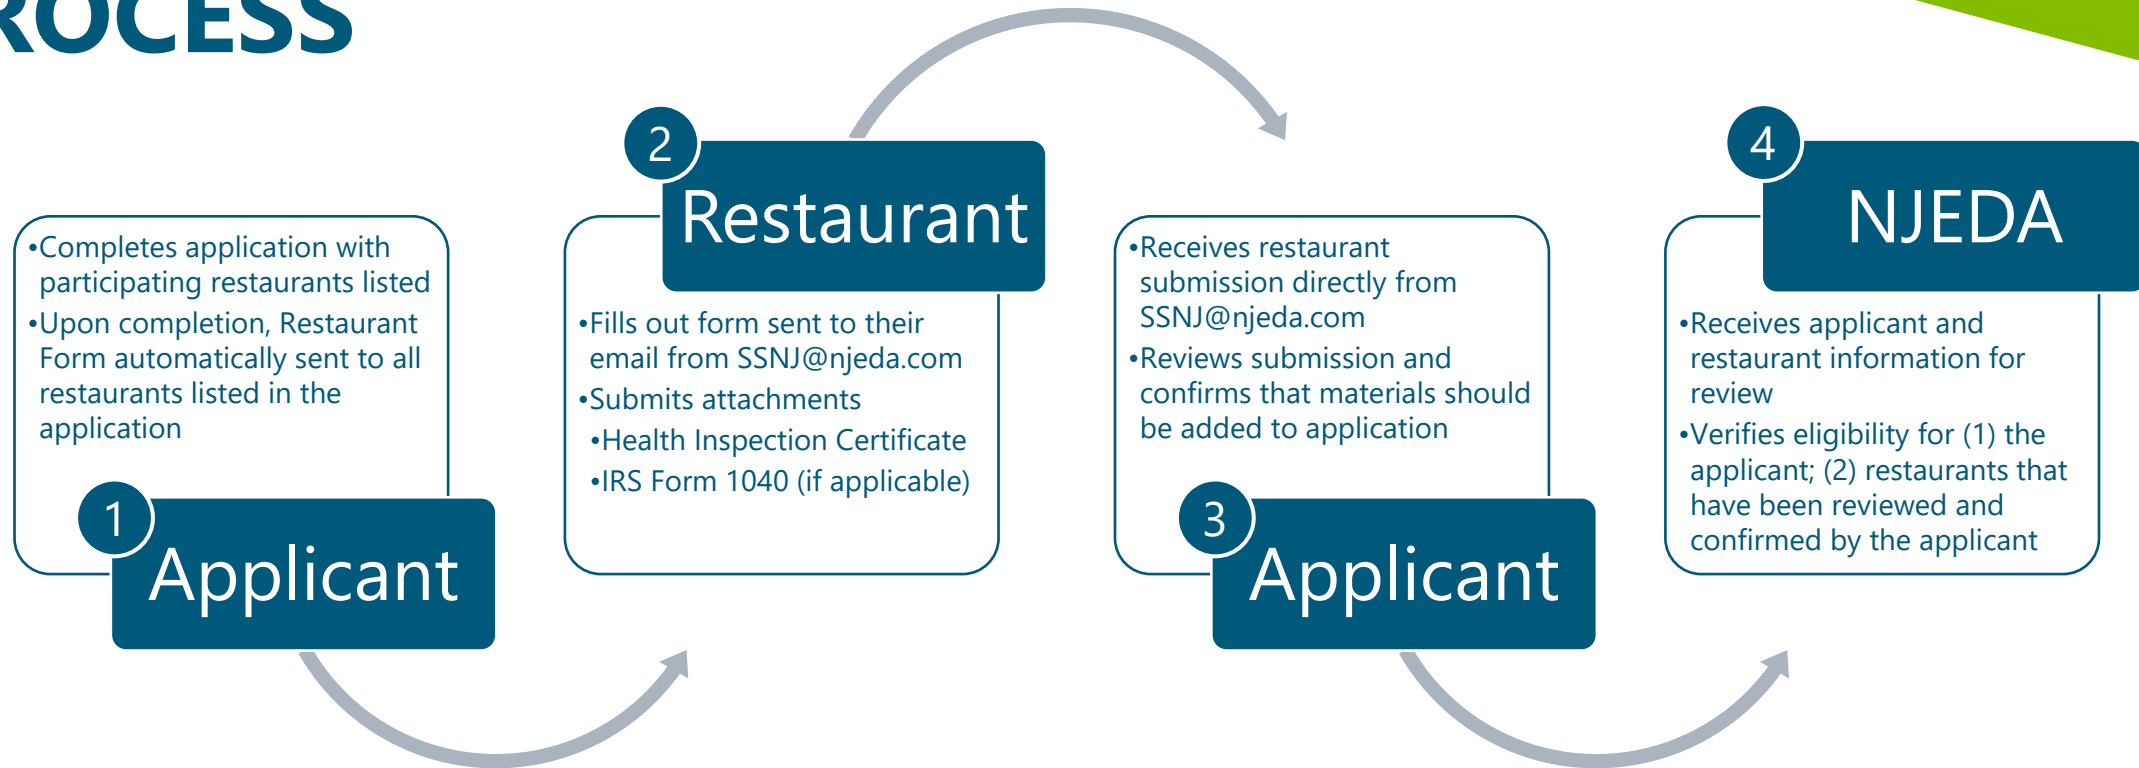 ROCESS
•Completes application with
participating restaurants listed
•Upon completion, Restaurant
Form automatically sent to all
restaurants listed in the
application
1
Applicant
2
Restaurant
•Fills out form sent to their
email from SSNJ@njeda.com
•Submits attachments
•Health Inspection Certificate
•IRS Form 1040 (if applicable)
•Receives restaurant
submission directly from
SSNJ@njeda.com
•Reviews submission and
confirms that materials should
be added to application
3
Applicant
4
NJEDA
•Receives applicant and
restaurant information for
review
•Verifies eligibility for (1) the
applicant; (2) restaurants that
have been reviewed and
confirmed by the applicant